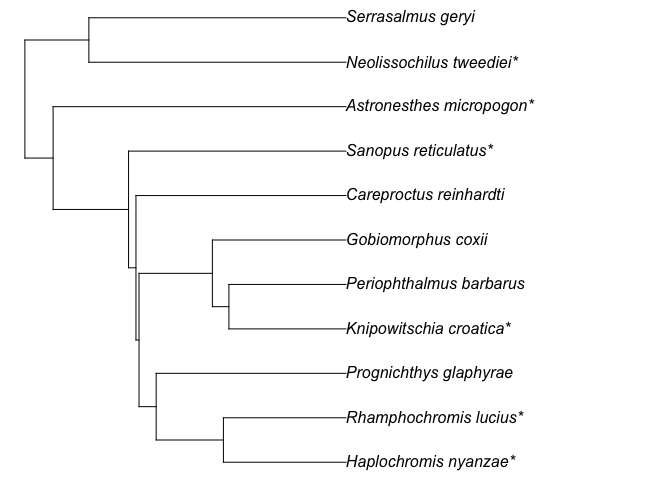 Serrasalmus geryi
Neolissochilus tweediei*
Astronesthes micropogon*
Sanopus reticulatus*
Careproctus reinhardti
Gobiomorphus coxii
Periophthalmus barbarus
Knipowitschia croatica*
Prognichthys glaphyrae
Rhamphochromis lucius*
Haplochromis nyanzae*